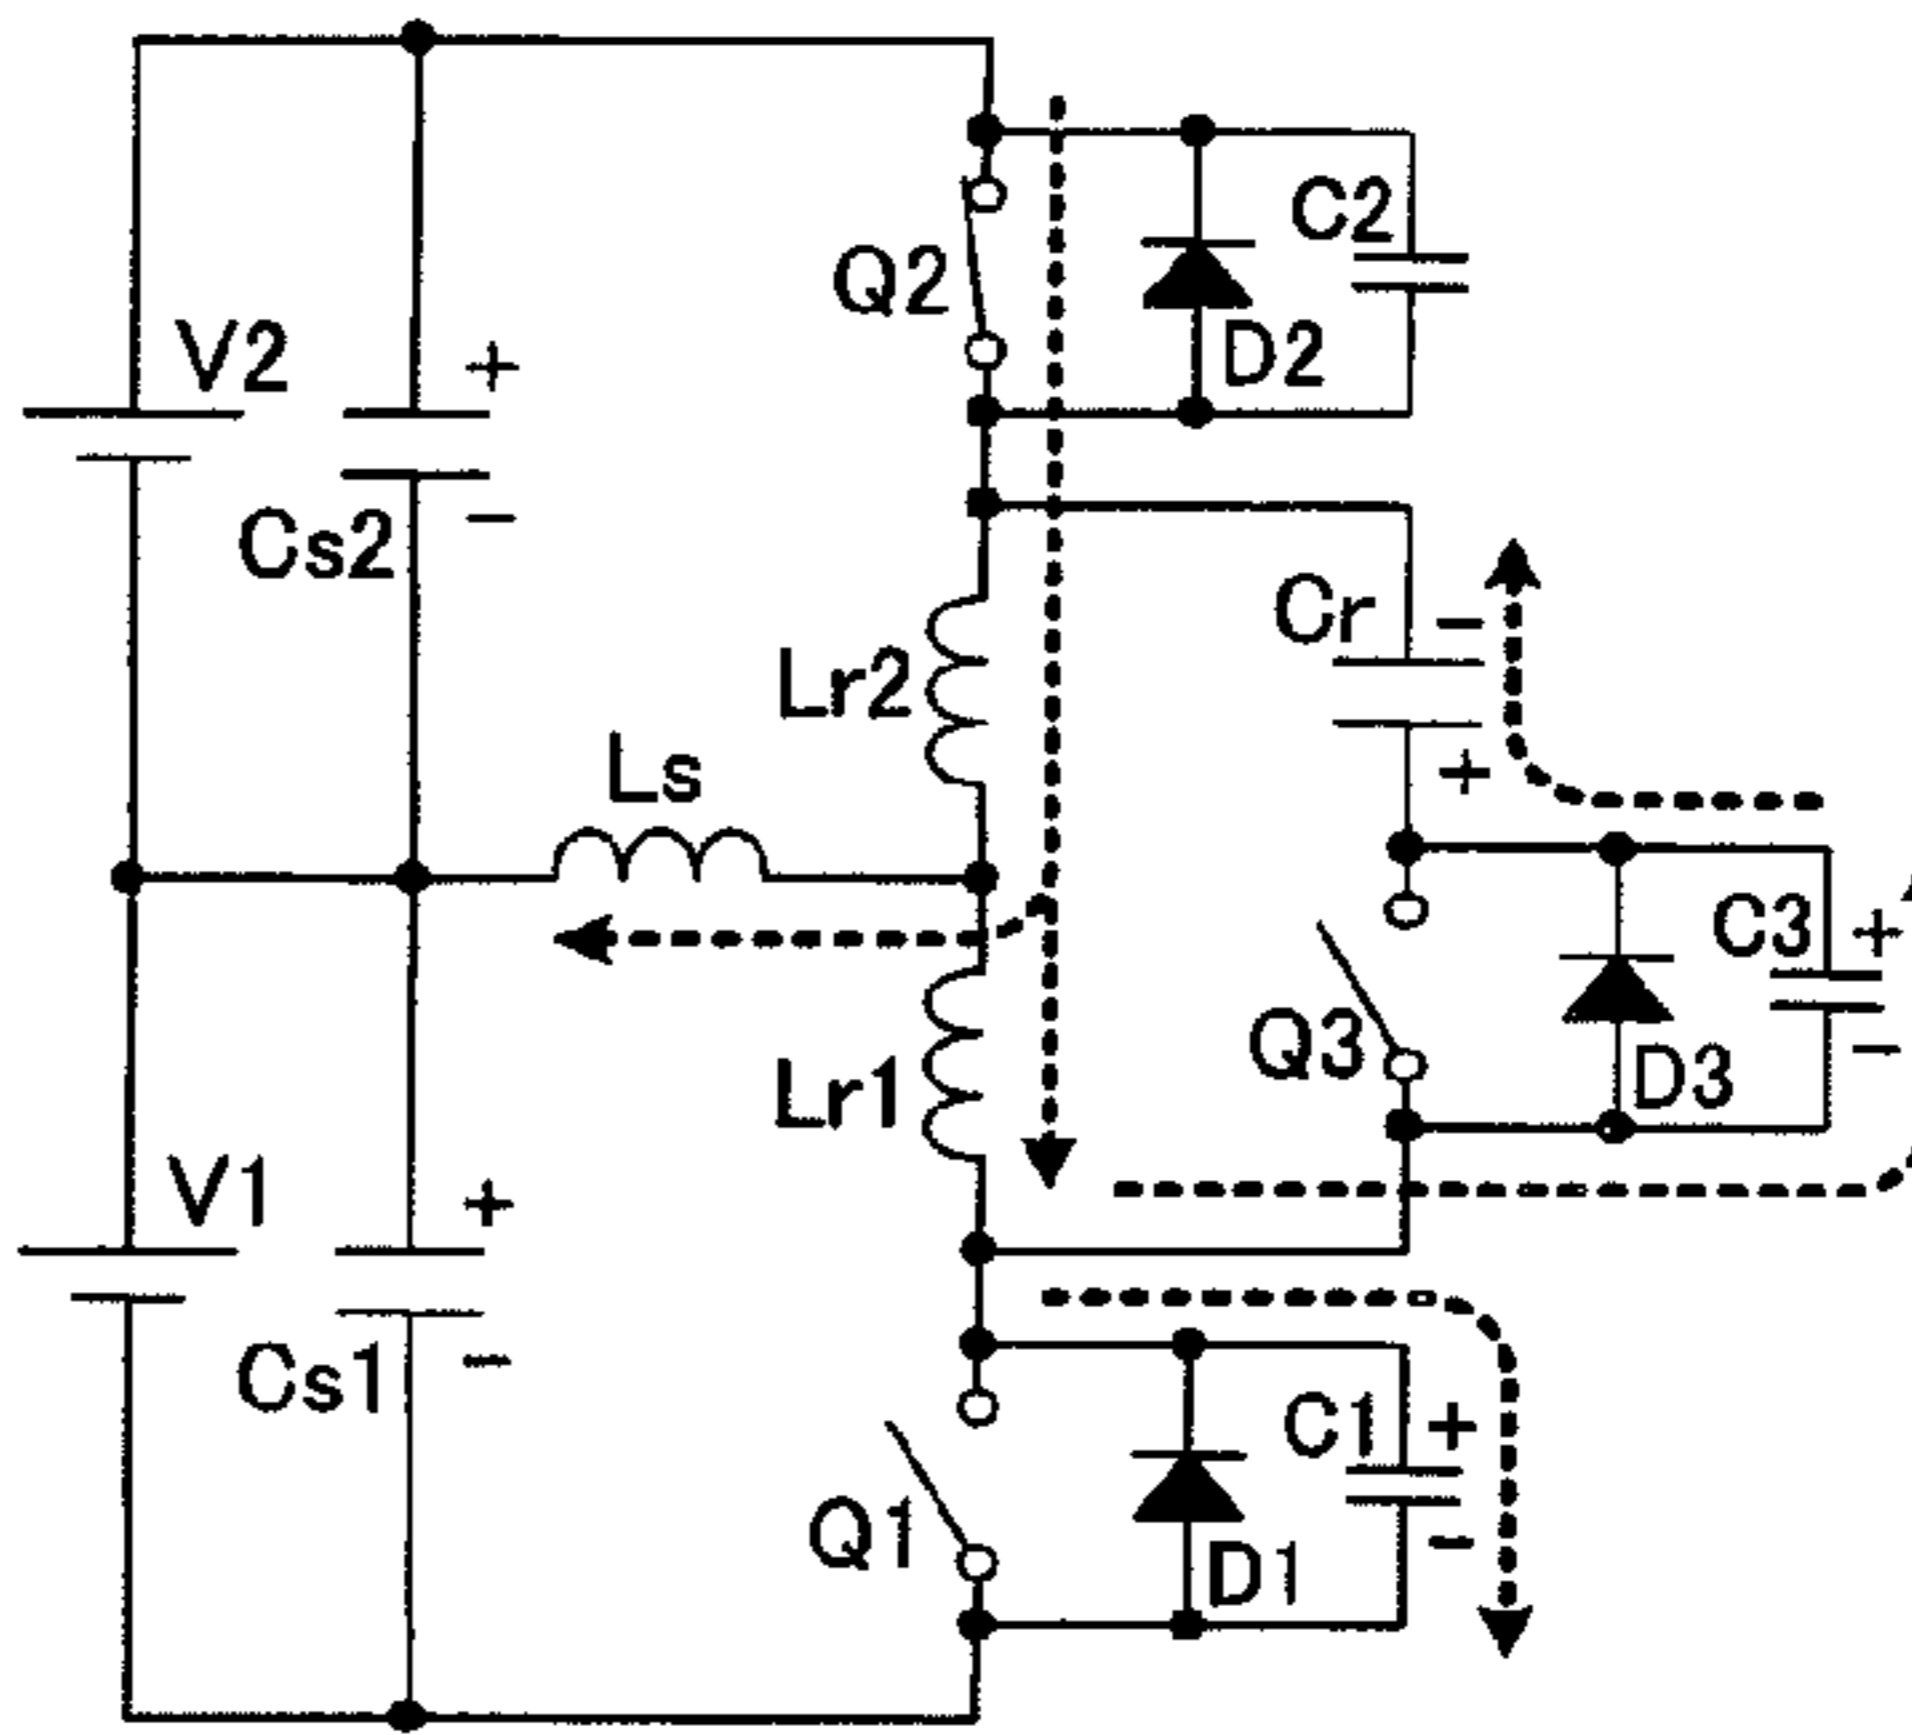 C2
Q2
V2
+
D2
−
Cs2
Cr
−
Lr2
Ls
+
C3
+
Q3
D3
−
Lr1
V1
+
Cs1
−
C1
+
Q1
D1
−